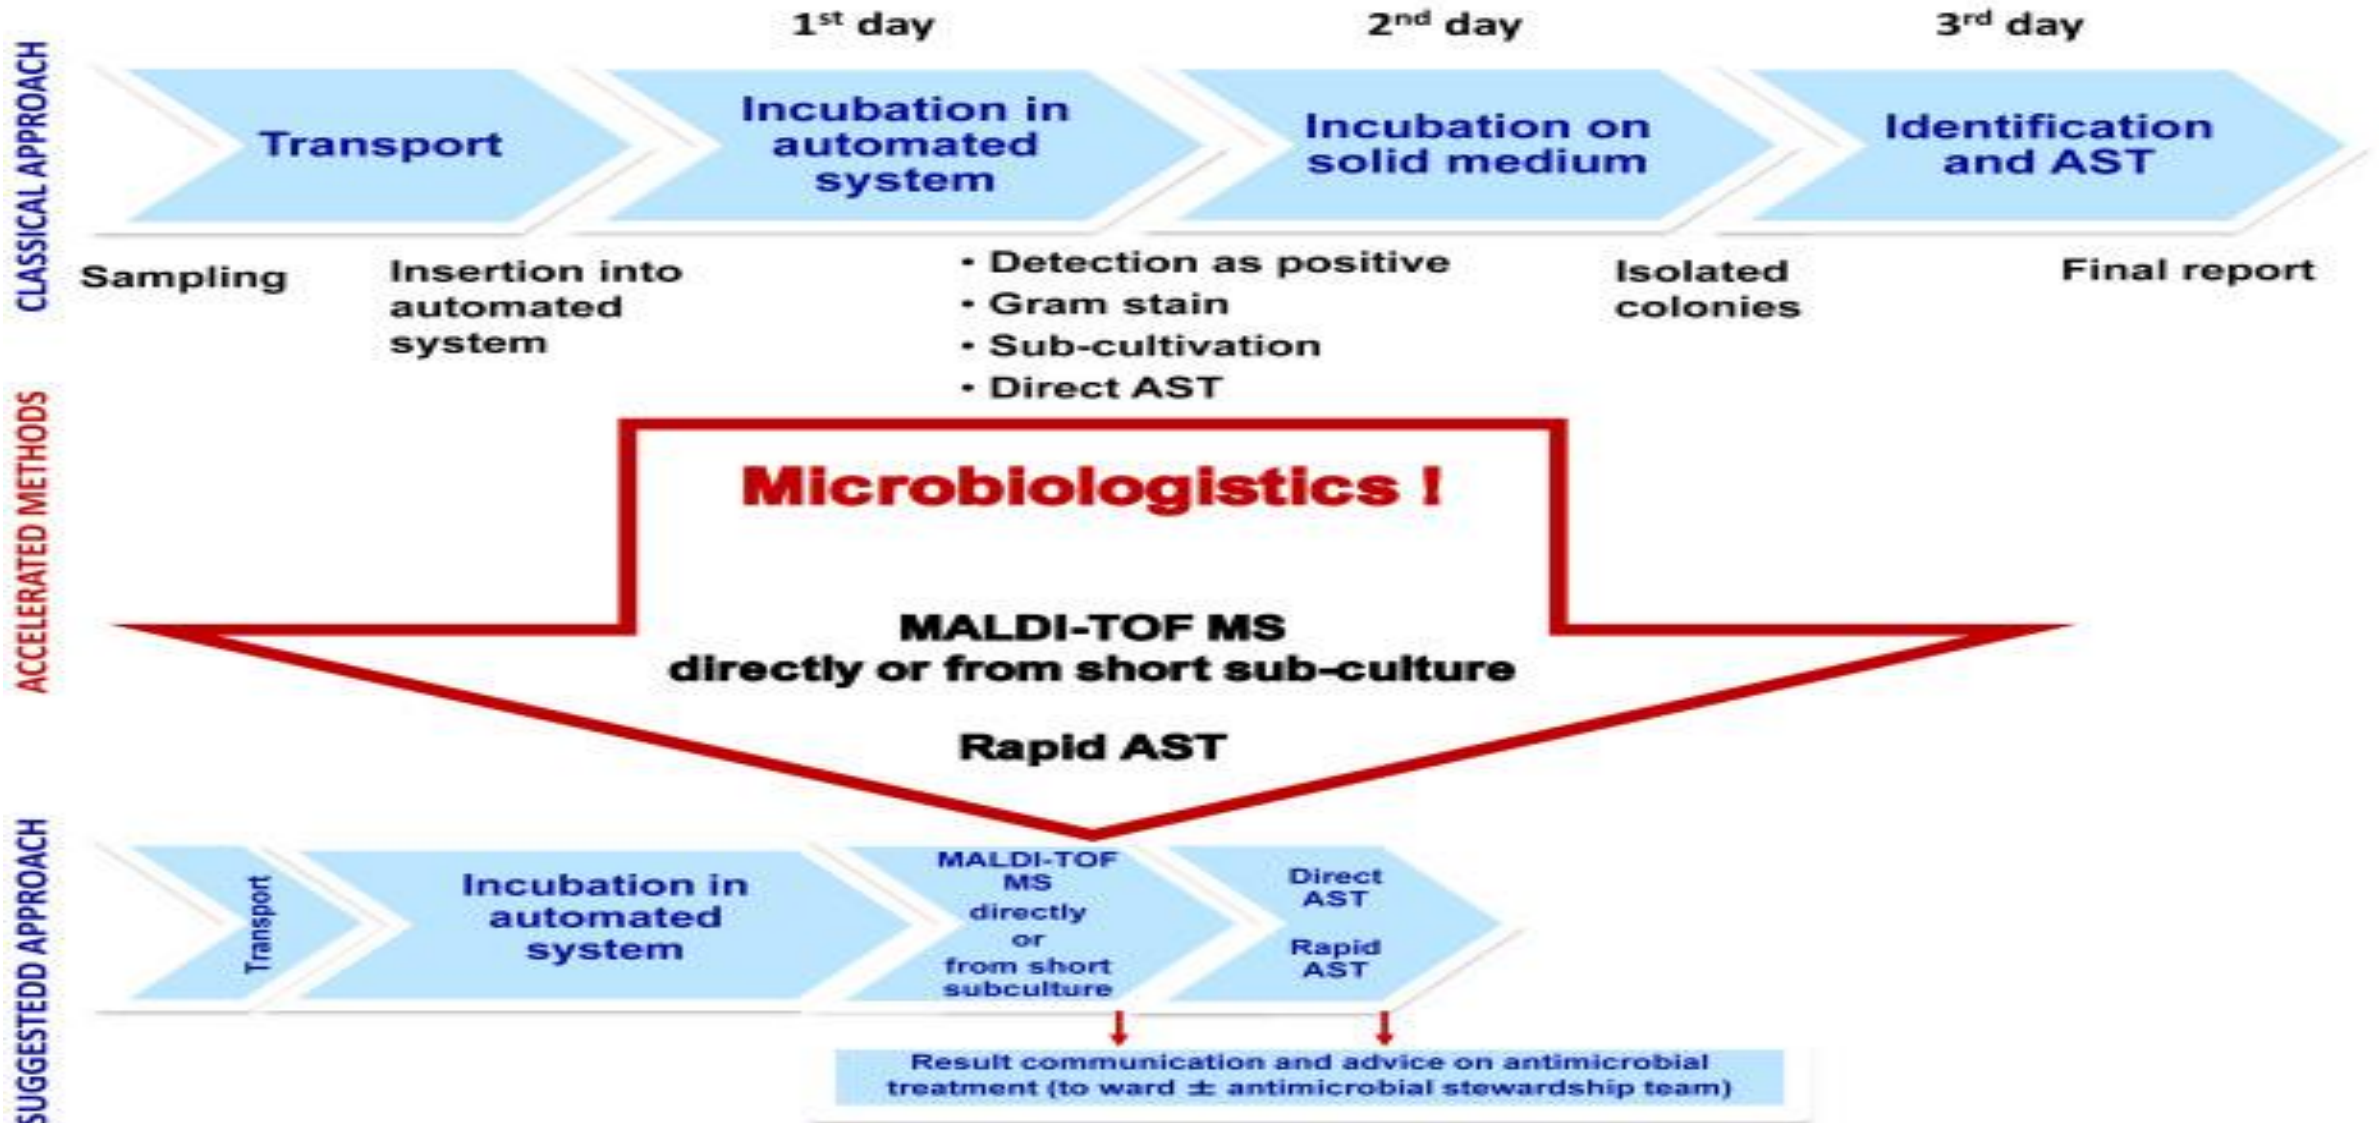 1st day
2nd day
3rd day
CLASSICAL APPROACH
Transport
Incubation in
automated
system
Incubation on
solid medium
Identification
and AST
Sampling
Insertion into
automated
system
• Detection as positive
• Gram stain
• Sub-cultivation
• Direct AST
Isolated
colonies
Final report
ACCELERATED METHODS
Microbiologistics !
MALDI-TOF MS
directly or from short sub-culture
Rapid AST
SUGGESTEDD APPROACH
Transport
Incubation in
automated
system
MALDI-TOF
MS
directly
or
from short
subculture
Direct
AST
Rapid
AST
Result communication and advice on antimicrobial
treatment (to ward ± antimicrobial stewardship team)